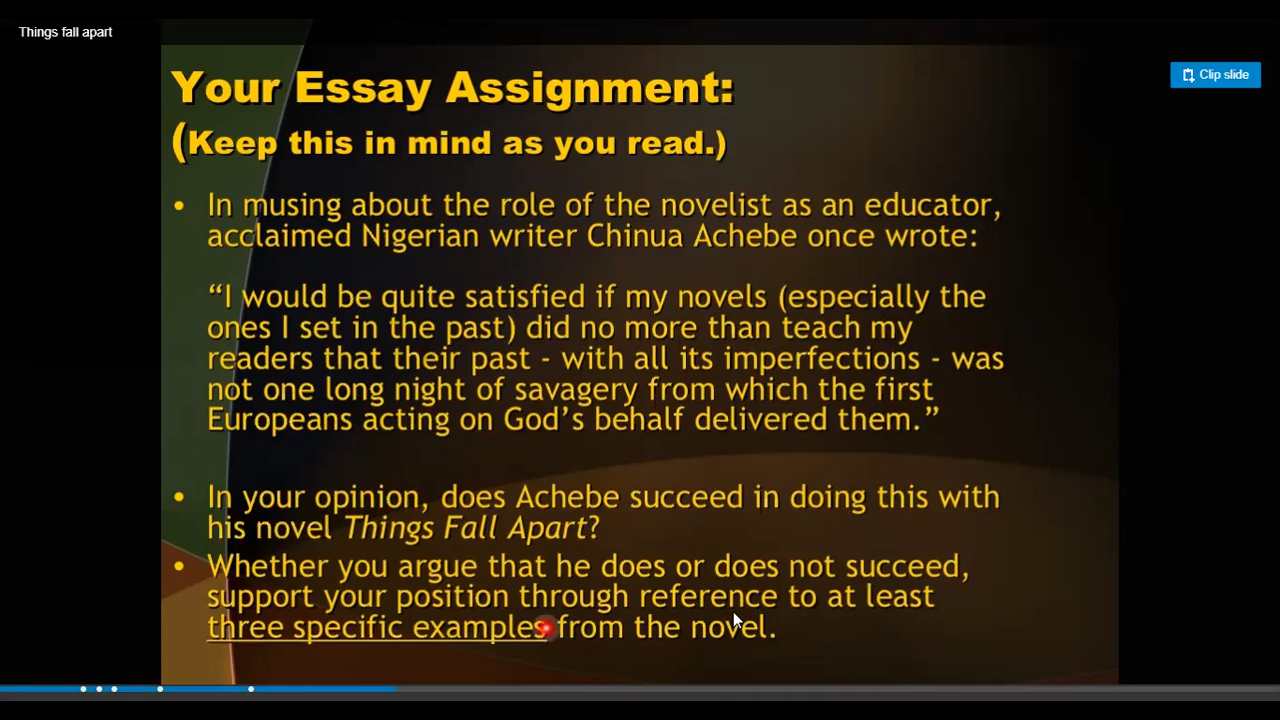 Things fall apart
Clip slide
Your Essay Assignment:
(Keep this in mind as you read.)
• In musing about the role of the novelist as an educator,
acclaimed Nigerian writer Chinua Achebe once wrote:
“I would be quite satisfied if my novels (especially the
ones I set in the past) did no more than teach my
readers that their past - with all its imperfections - was
not one long night of savagery from which the first
Europeans acting on God’s behalf delivered them.”
• In your opinion, does Achebe succeed in doing this with
his novel Things Fall Apart?
• Whether you argue that he does or does not succeed,
support your position through reference to at least
three specific examples from the novel.